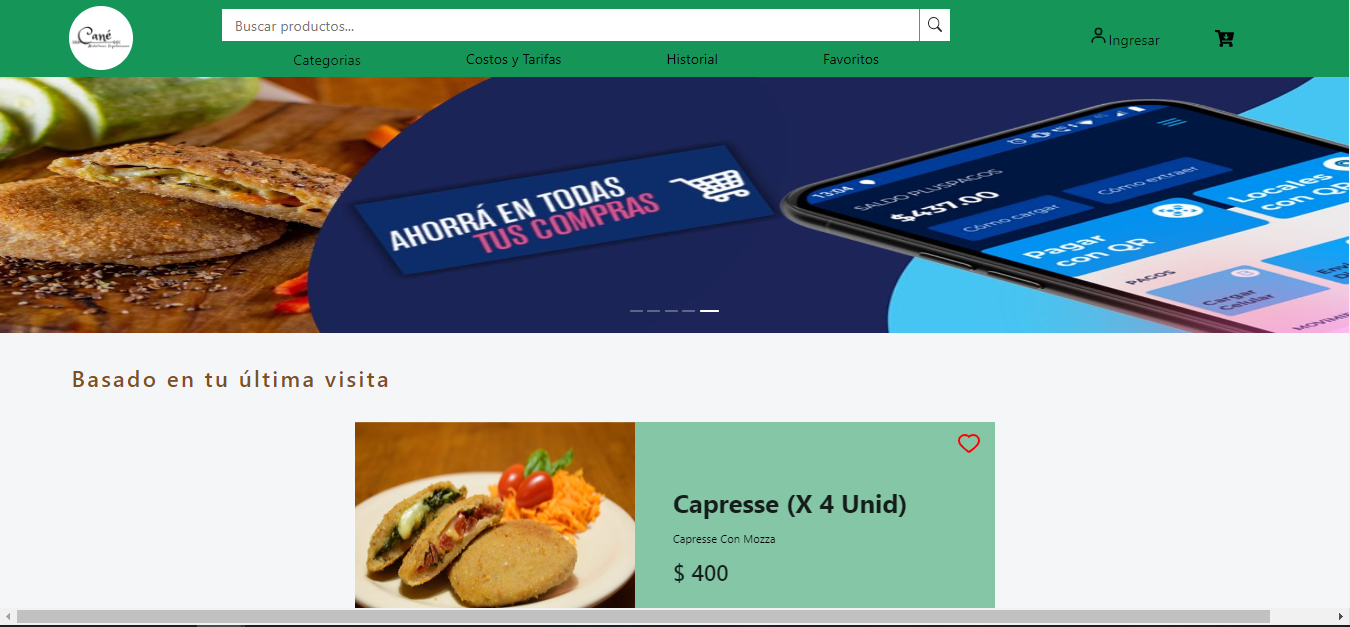 Cané
Buscar productos...
Ingresar
Categorias
Costos y Tarifas
Historial
Favoritos
AHORRÁ EN TODAS
TUS COMPRAS
13:04
SALDO PLUSPAGOS
$437.00
Cómo cargar
Cómo extraer
Pagar
con QR
Locales
con QR
PAGOS
Cargar
Celular
Basado en tu última visita
Capresse (X 4 Unid)
Capresse Con Mozza
$ 400